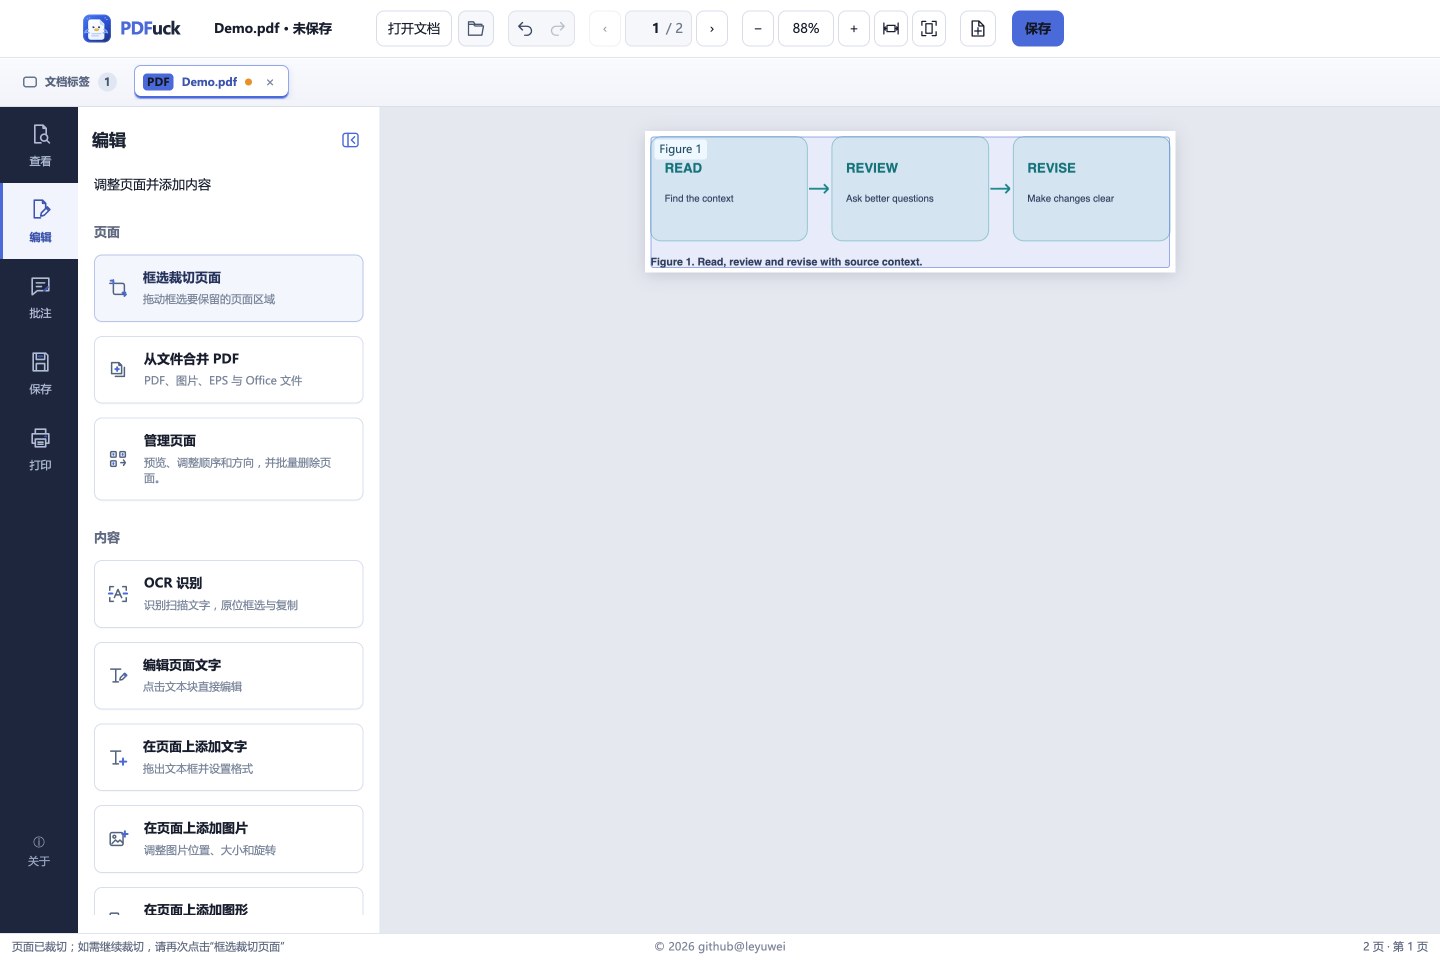 PDFuck
Demo.pdf • 未保存
打开文档
1 / 2
88%
保存
文档标签 1
PDF Demo.pdf ×
查看
编辑
批注
保存
打印
关于
编辑
调整页面并添加内容
页面
框选裁切页面
拖动框选要保留的页面区域
从文件合并 PDF
PDF、图片、EPS 与 Office 文件
管理页面
预览、调整顺序和方向，并批量删除页
面。
内容
OCR 识别
识别扫描文字，原位框选与复制
编辑页面文字
点击文本块直接编辑
在页面上添加文字
拖出文本框并设置格式
在页面上添加图片
调整图片位置、大小和旋转
在页面上添加图形
Figure 1
READ
Find the context
REVIEW
Ask better questions
REVISE
Make changes clear
Figure 1. Read, review and revise with source context.
页面已裁切；如需继续裁切，请再次点击“框选裁切页面”
© 2026 github@leyuwei
2 页 · 第 1 页